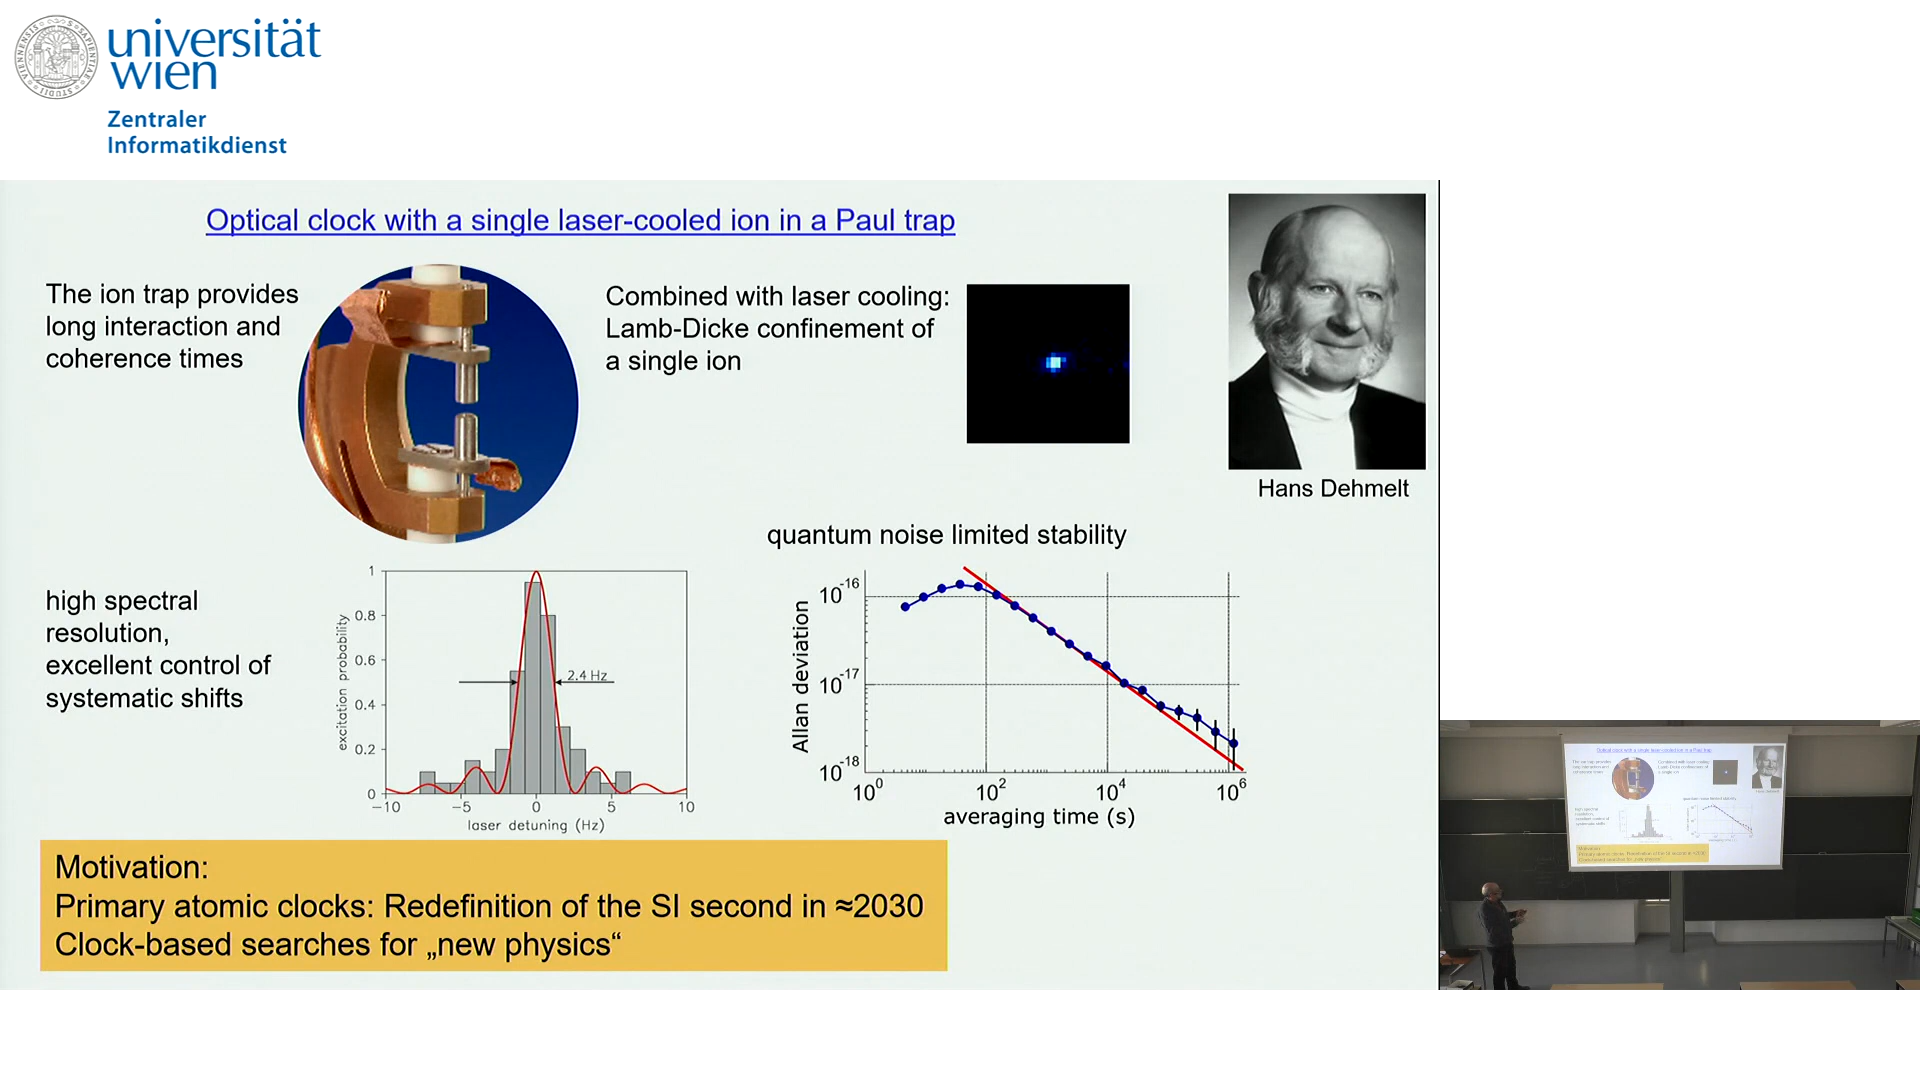 universität
wien
Zentraler
Informatikdienst
Optical clock with a single laser-cooled ion in a Paul trap
The ion trap provides
long interaction and
coherence times
Combined with laser cooling:
Lamb-Dicke confinement of
a single ion
Hans Dehmelt
high spectral
resolution,
excellent control of
systematic shifts
excitation probability
1
0.8
0.6
0.4
0.2
0
2.4 Hz
−10 −5 0 5 10
laser detuning (Hz)
quantum noise limited stability
Allan deviation
10⁻¹⁶
10⁻¹⁷
10⁻¹⁸
10⁰ 10² 10⁴ 10⁶
averaging time (s)
Motivation:
Primary atomic clocks: Redefinition of the SI second in ≈2030
Clock-based searches for „new physics“